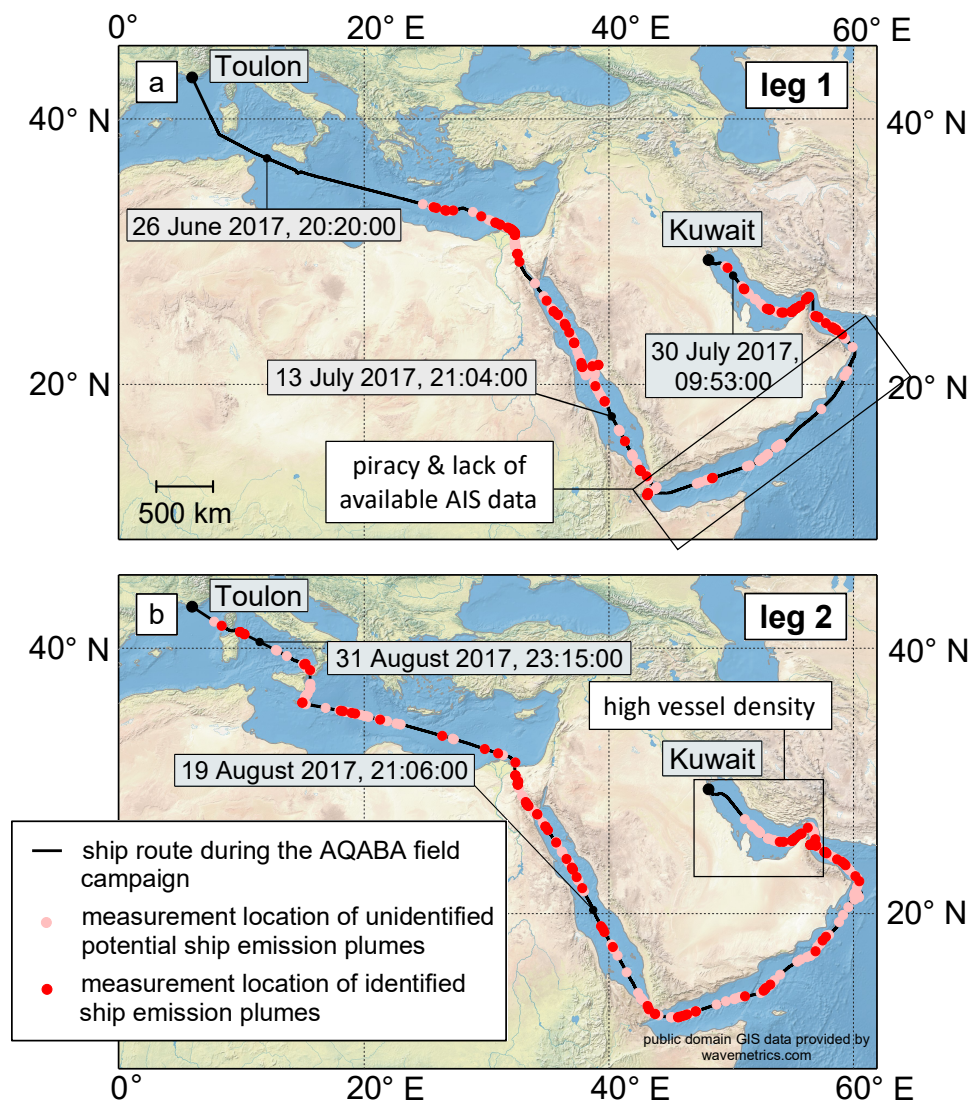 0°
20° E
40° E
60° E
a
Toulon
leg 1
40° N
40° N
26 June 2017, 20:20:00
Kuwait
30 July 2017,
09:53:00
13 July 2017, 21:04:00
20° N
20° N
piracy & lack of
available AIS data
500 km
b
Toulon
leg 2
40° N
40° N
31 August 2017, 23:15:00
high vessel density
Kuwait
19 August 2017, 21:06:00
ship route during the AQABA field
campaign
measurement location of unidentified
potential ship emission plumes
20° N
measurement location of identified
ship emission plumes
public domain GIS data provided by
wavemetrics.com
0°
20° E
40° E
60° E